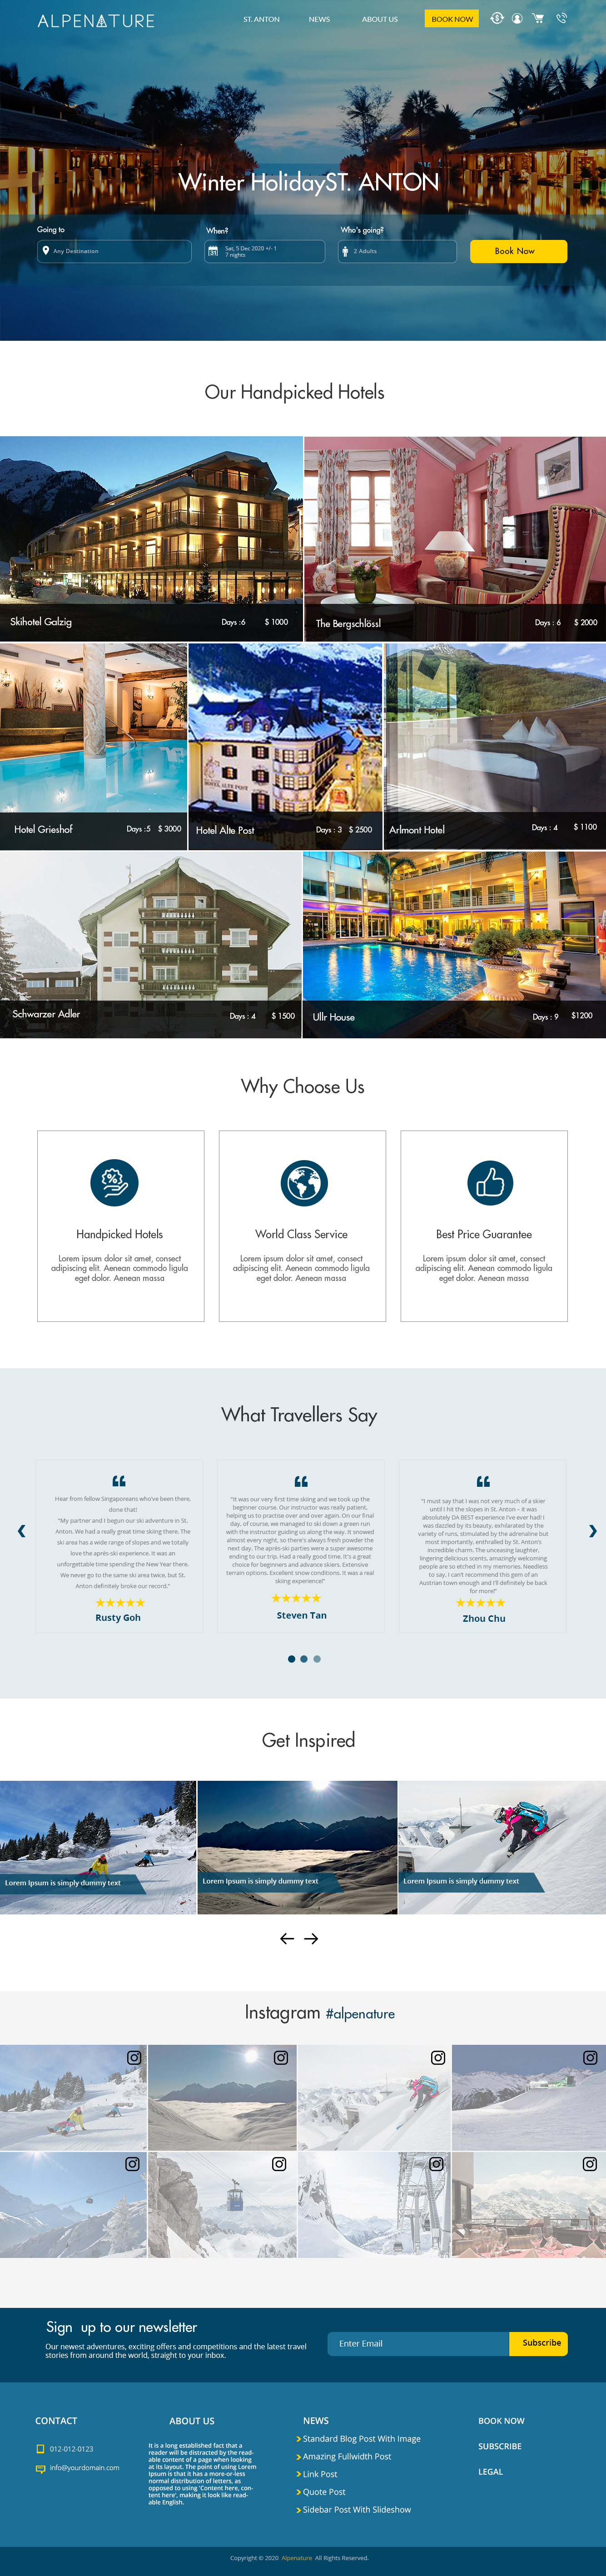 ALPENATURE
ST. ANTON
NEWS
ABOUT US
BOOK NOW
Winter HolidayST. ANTON
Going to
When?
Who's going?
Any Destination
Sat, 5 Dec 2020 +/- 1
7 nights
2 Adults
Book Now
Our Handpicked Hotels
Skihotel Galzig
Days :6
$ 1000
The Bergschlössl
Days : 6
$ 2000
Hotel Grieshof
Days :5
$ 3000
HOTEL ALTE POST
Hotel Alte Post
Days : 3
$ 2500
Arlmont Hotel
Days : 4
$ 1100
Schwarzer Adler
Days : 4
$ 1500
Ullr House
Days : 9
$1200
Why Choose Us
Handpicked Hotels
Lorem ipsum dolor sit amet, consect
adipiscing elit. Aenean commodo ligula
eget dolor. Aenean massa
World Class Service
Lorem ipsum dolor sit amet, consect
adipiscing elit. Aenean commodo ligula
eget dolor. Aenean massa
Best Price Guarantee
Lorem ipsum dolor sit amet, consect
adipiscing elit. Aenean commodo ligula
eget dolor. Aenean massa
What Travellers Say
Hear from fellow Singaporeans who've been there,
done that!
"My partner and I begun our ski adventure in St.
Anton. We had a really great time skiing there. The
ski area has a wide range of slopes and we totally
love the après-ski experience. It was an
unforgettable time spending the New Year there.
We never go to the same ski area twice, but St.
Anton definitely broke our record."
Rusty Goh
"It was our very first time skiing and we took up the
beginner course. Our instructor was really patient,
helping us to practise over and over again. On our final
day, of course, we managed to ski down a green run
with the instructor guiding us along the way. It snowed
almost every night, so there's always fresh powder the
next day. The après-ski parties were a super awesome
ending to our trip. Had a really good time. It's a great
choice for beginners and advance skiers. Extensive
terrain options. Excellent snow conditions. It was a real
skiing experience!"
Steven Tan
"I must say that I was not very much of a skier
until I hit the slopes in St. Anton – it was
absolutely DA BEST experience I've ever had! I
was dazzled by its beauty, exhilarated by the
variety of runs, stimulated by the adrenaline but
most importantly, enthralled by St. Anton's
incredible charm. The unceasing laughter,
lingering delicious scents, amazingly welcoming
people are so etched in my memories. Needless
to say, I can't recommend this gem of an
Austrian town enough and I'll definitely be back
for more!"
Zhou Chu
Get Inspired
Lorem Ipsum is simply dummy text
Lorem Ipsum is simply dummy text
Lorem Ipsum is simply dummy text
Instagram #alpenature
Sign up to our newsletter
Our newest adventures, exciting offers and competitions and the latest travel
stories from around the world, straight to your inbox.
Enter Email
Subscribe
CONTACT
012-012-0123
info@yourdomain.com
ABOUT US
It is a long established fact that a
reader will be distracted by the read-
able content of a page when looking
at its layout. The point of using Lorem
Ipsum is that it has a more-or-less
normal distribution of letters, as
opposed to using 'Content here, con-
tent here', making it look like read-
able English.
NEWS
Standard Blog Post With Image
Amazing Fullwidth Post
Link Post
Quote Post
Sidebar Post With Slideshow
BOOK NOW
SUBSCRIBE
LEGAL
Copyright © 2020 Alpenature All Rights Reserved.